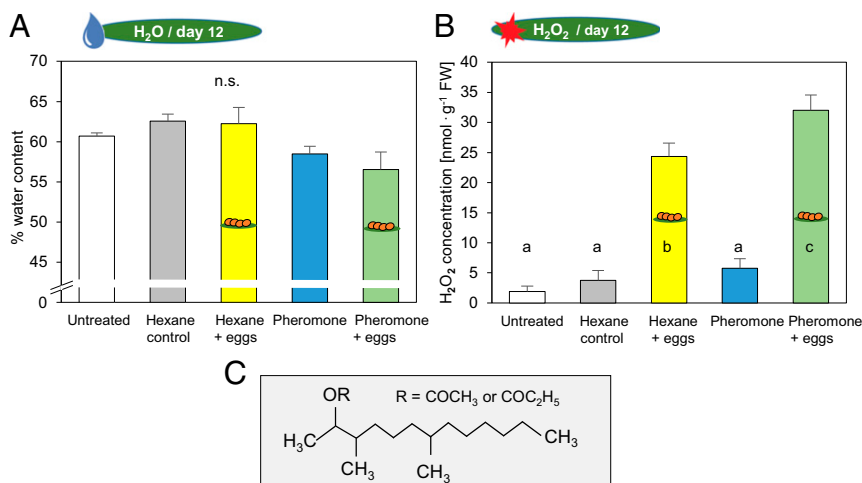 A
H₂O / day 12
70
65
60
55
50
45
0
% water content
n.s.
Untreated
Hexane
control
Hexane
+ eggs
Pheromone
Pheromone
+ eggs
B
H₂O₂ / day 12
40
35
30
25
20
15
10
5
0
H₂O₂ concentration [nmol · g⁻¹ FW]
a
a
b
a
c
Untreated
Hexane
control
Hexane
+ eggs
Pheromone
Pheromone
+ eggs
C
OR
R = COCH₃ or COC₂H₅
H₃C
CH₃
CH₃
CH₃